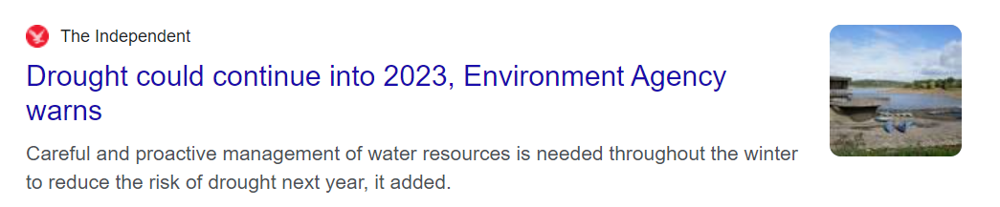 The Independent
Drought could continue into 2023, Environment Agency
warns
Careful and proactive management of water resources is needed throughout the winter
to reduce the risk of drought next year, it added.